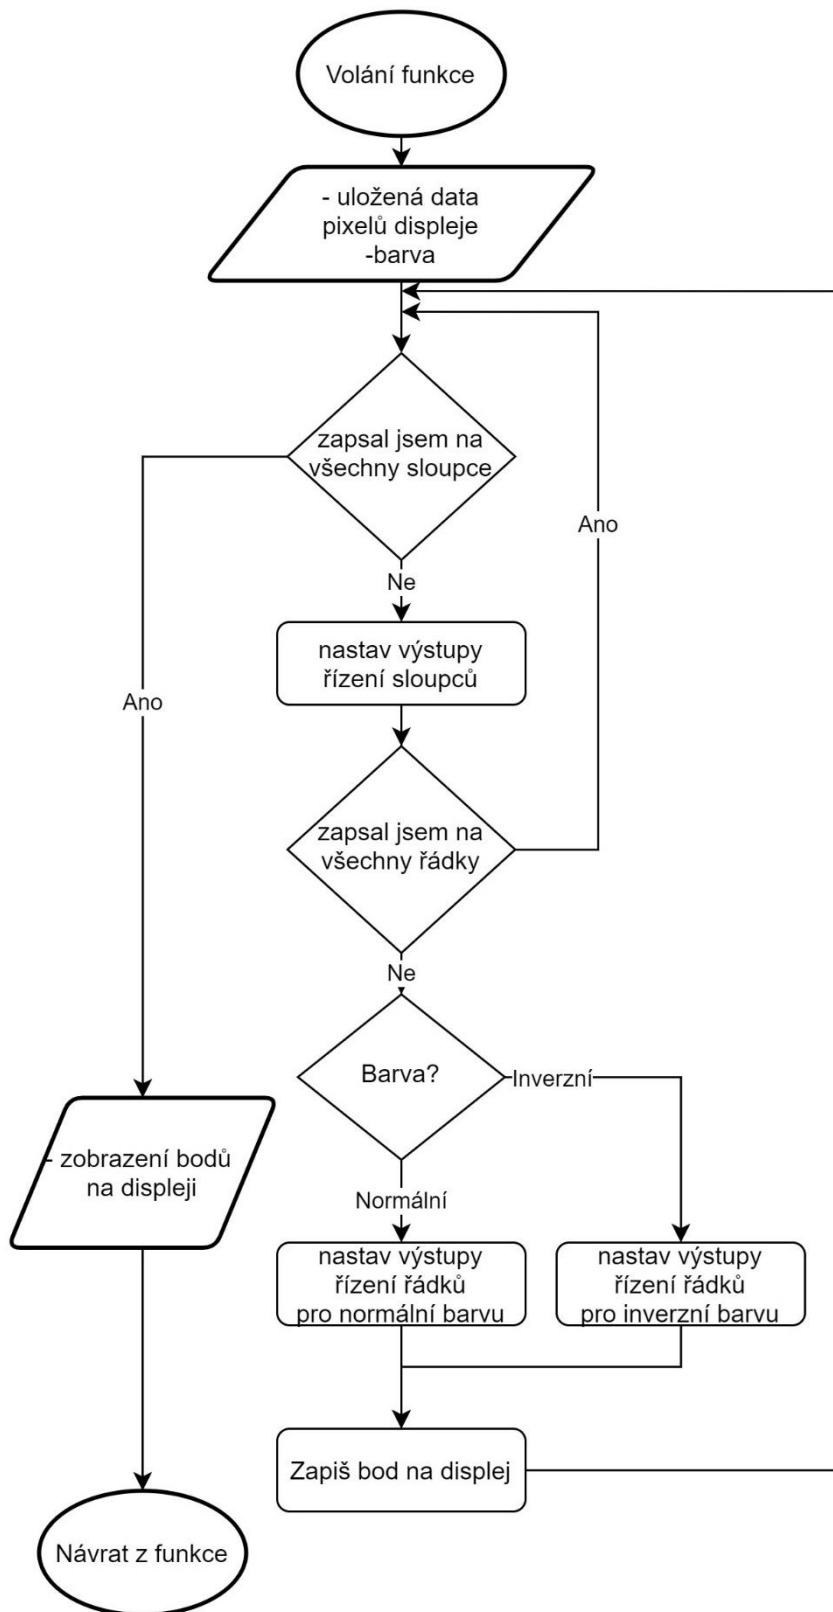 Volání funkce
- uložená data
pixelů displeje
-barva
zapsal jsem na
všechny sloupce
Ano
Ne
nastav výstupy
řízení sloupců
Ano
zapsal jsem na
všechny řádky
Ne
Barva?
Inverzní
- zobrazení bodů
na displeji
Normální
nastav výstupy
řízení řádků
pro normální barvu
nastav výstupy
řízení řádků
pro inverzní barvu
Zapiš bod na displej
Návrat z funkce